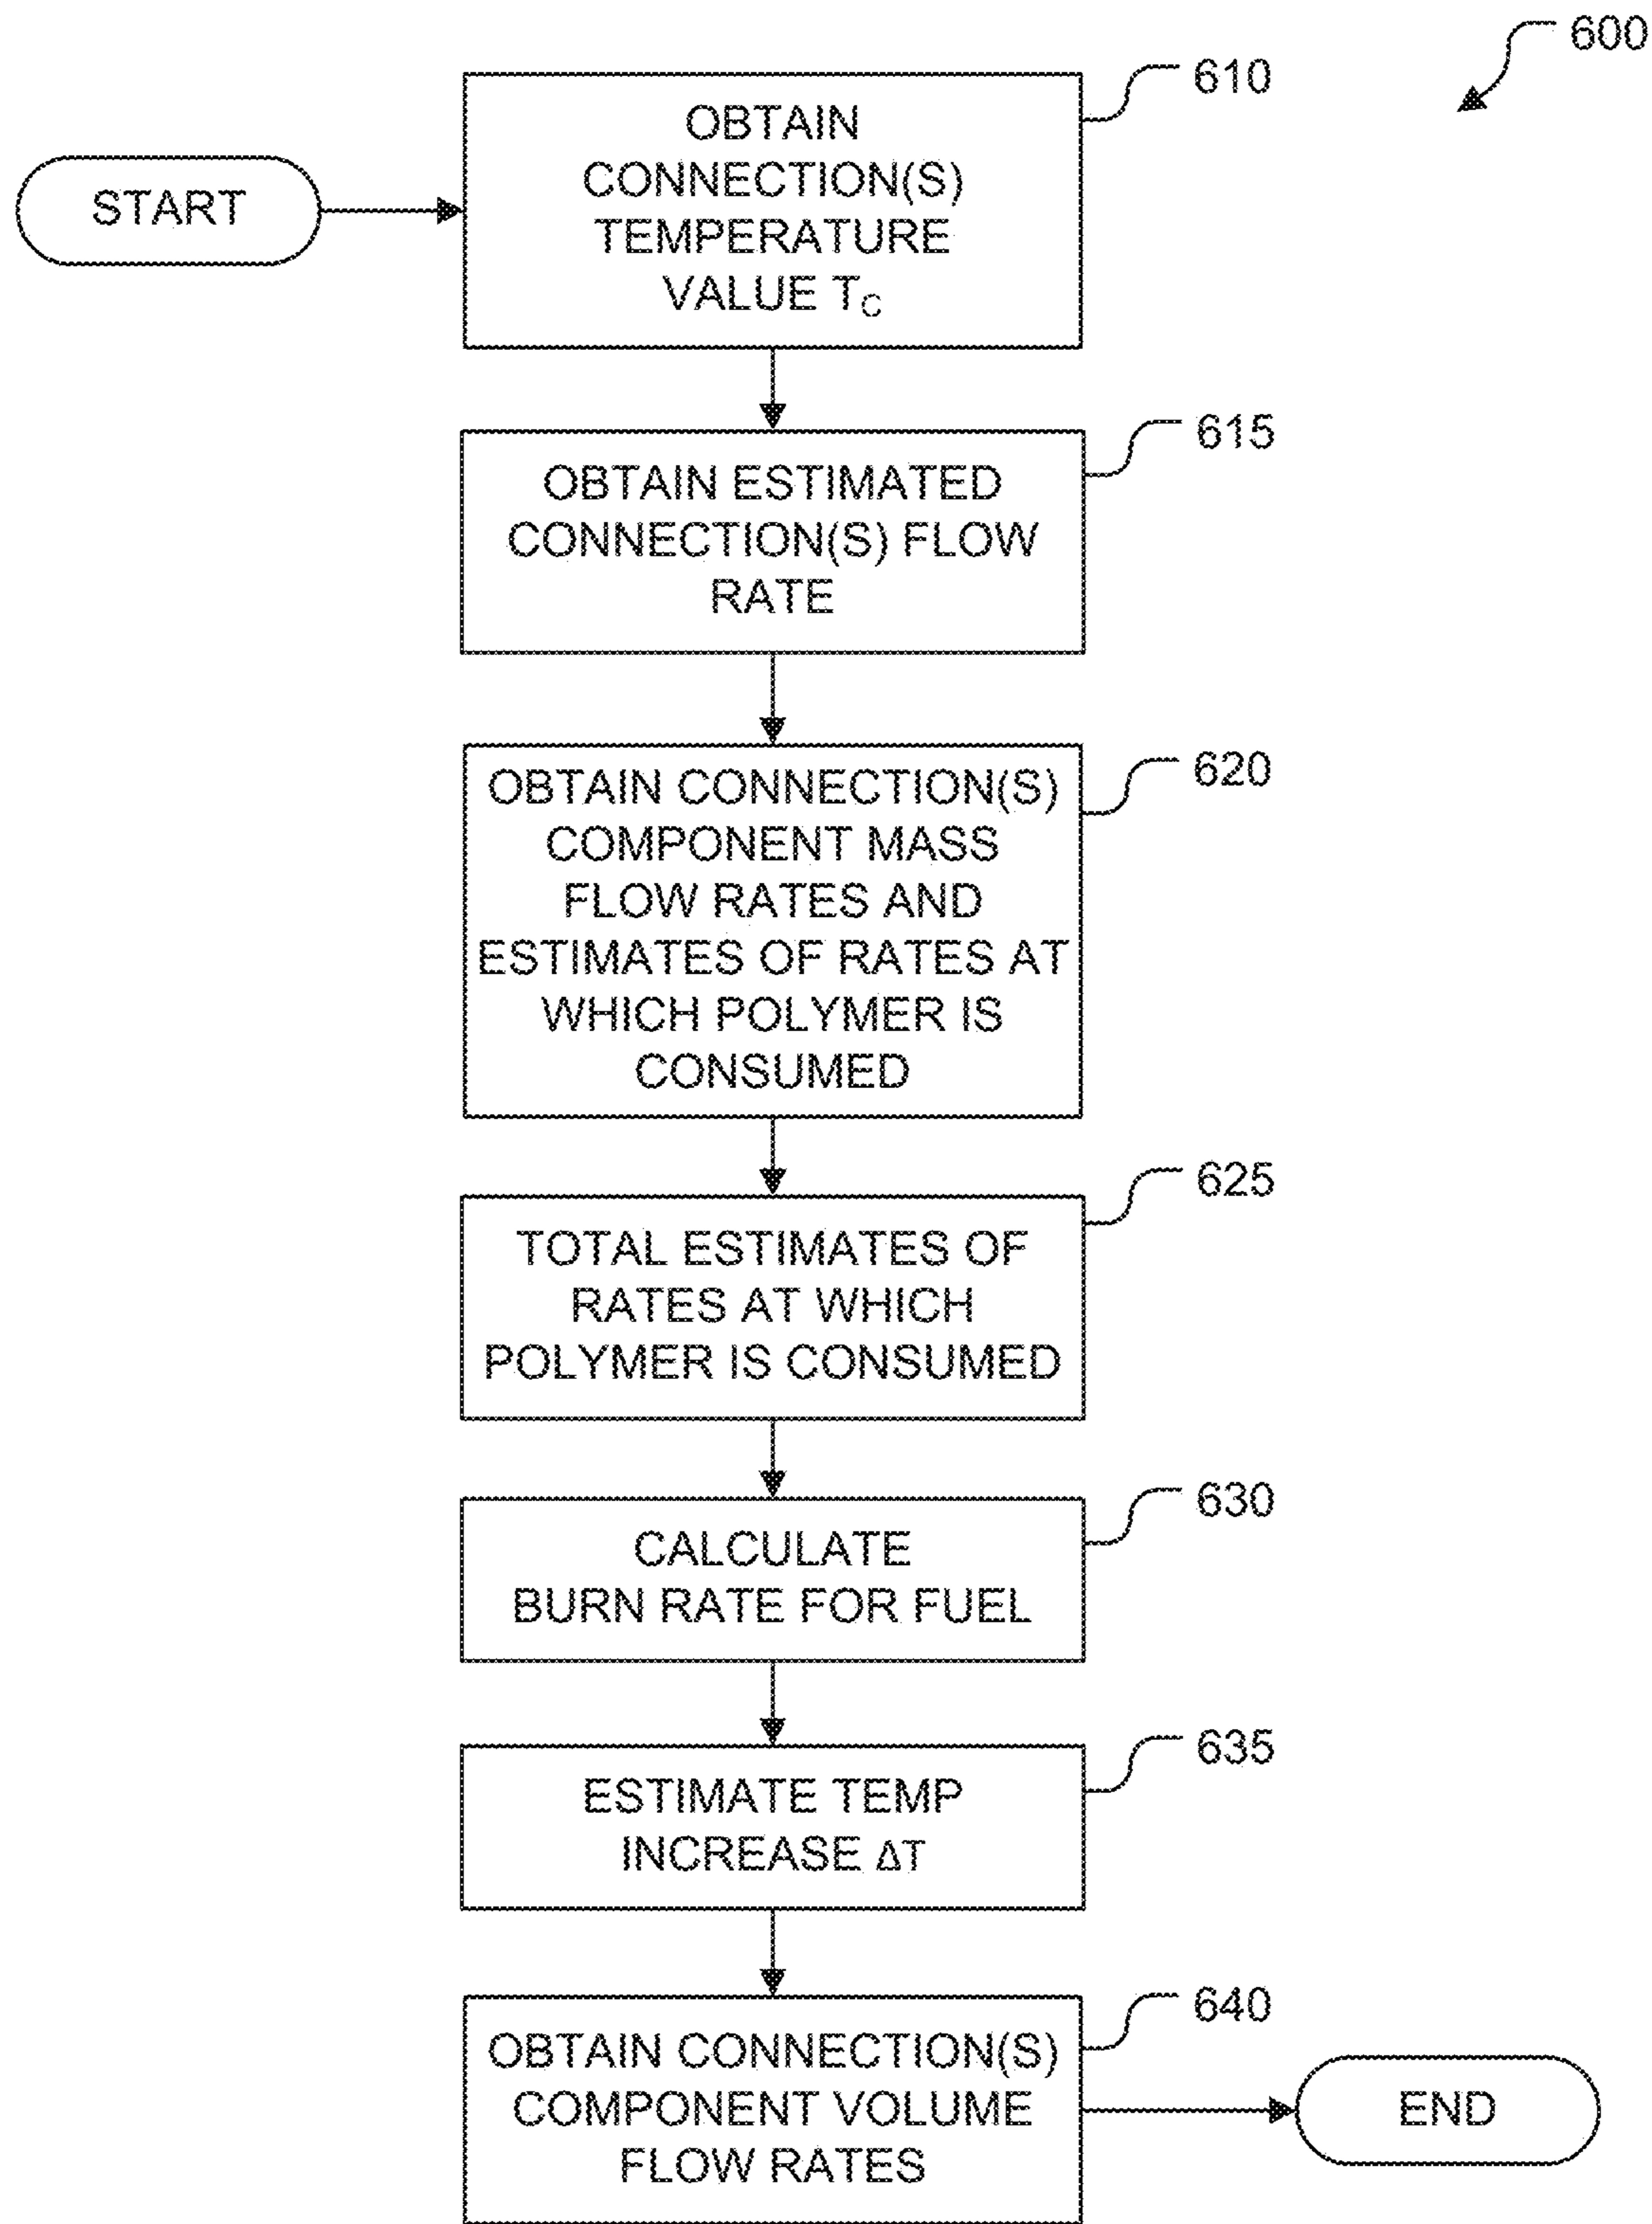 600
START
610
OBTAIN
CONNECTION(S)
TEMPERATURE
VALUE T_C
615
OBTAIN ESTIMATED
CONNECTION(S) FLOW
RATE
620
OBTAIN CONNECTION(S)
COMPONENT MASS
FLOW RATES AND
ESTIMATES OF RATES AT
WHICH POLYMER IS
CONSUMED
625
TOTAL ESTIMATES OF
RATES AT WHICH
POLYMER IS CONSUMED
630
CALCULATE
BURN RATE FOR FUEL
635
ESTIMATE TEMP
INCREASE ΔT
640
OBTAIN CONNECTION(S)
COMPONENT VOLUME
FLOW RATES
END